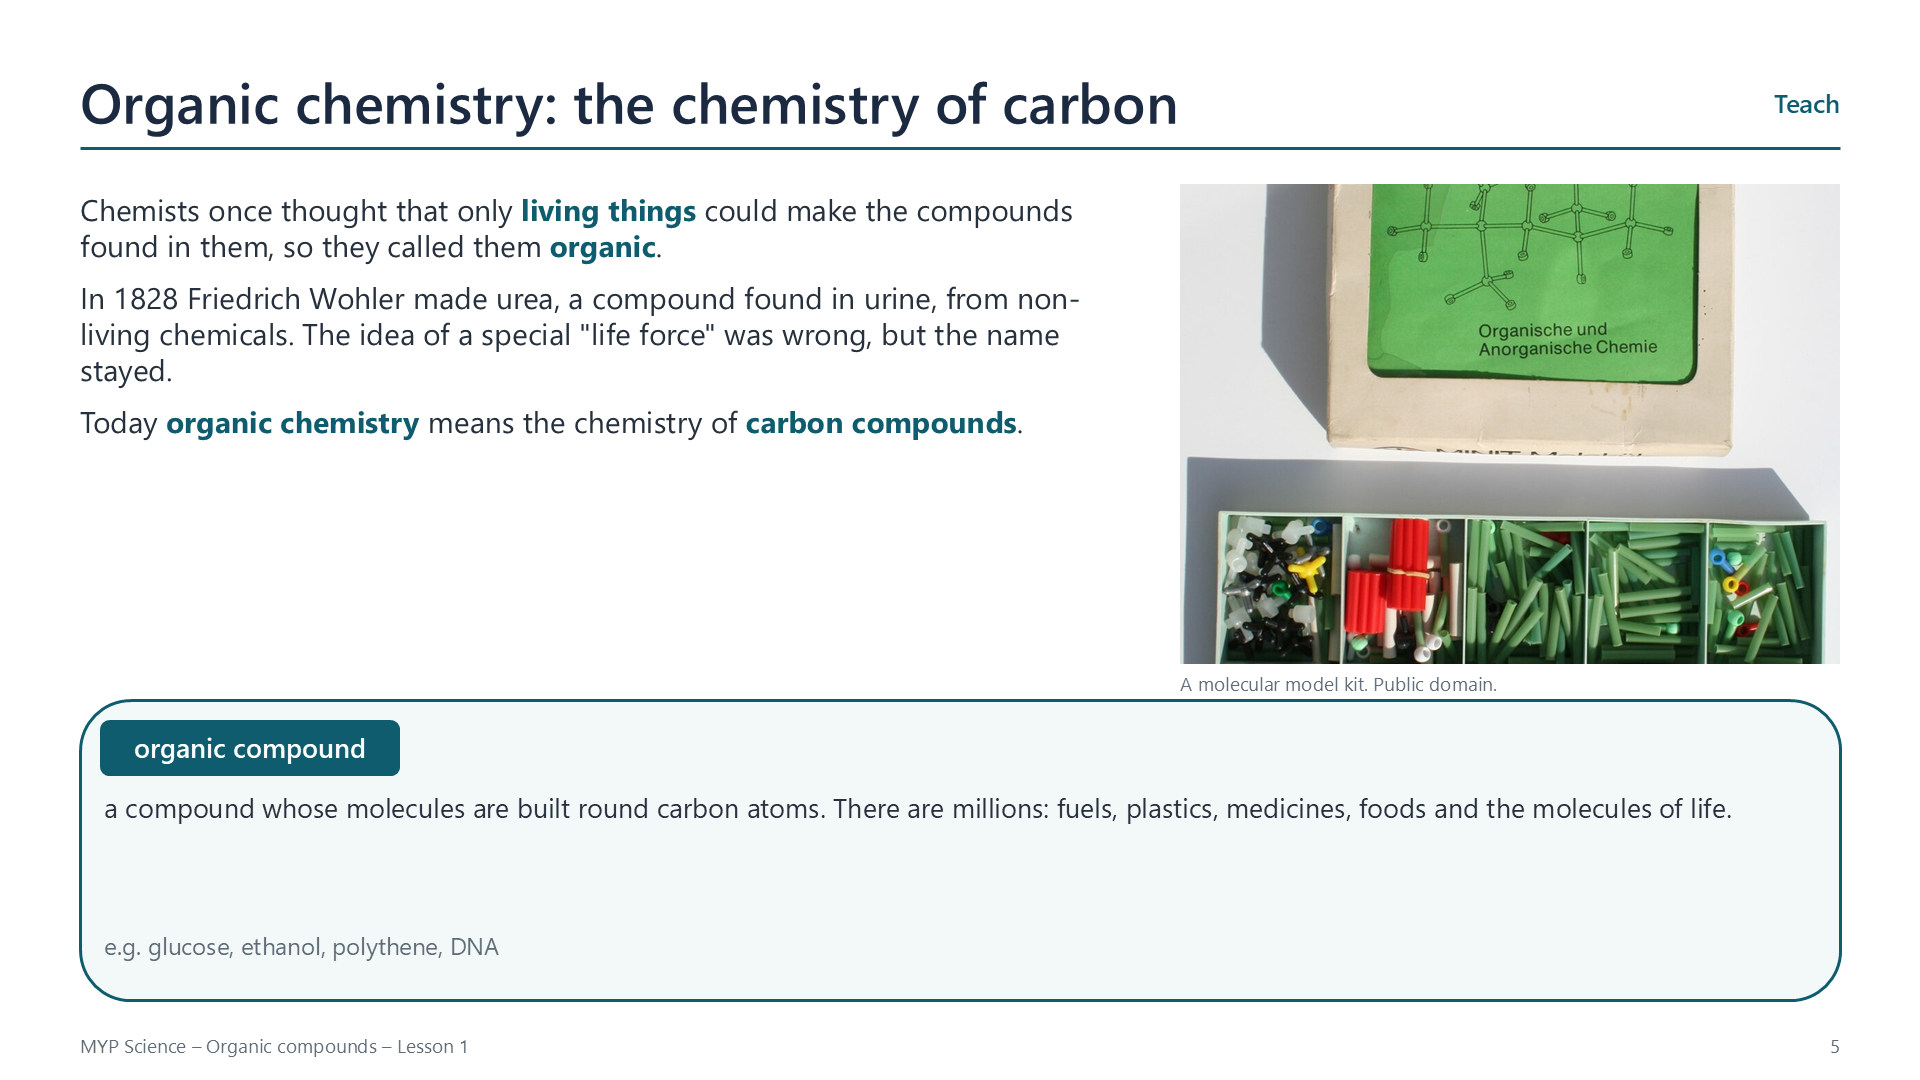 Organic chemistry: the chemistry of carbon
Teach
Chemists once thought that only living things could make the compounds
found in them, so they called them organic.
In 1828 Friedrich Wohler made urea, a compound found in urine, from non-
living chemicals. The idea of a special "life force" was wrong, but the name
stayed.
Today organic chemistry means the chemistry of carbon compounds.
Organische und
Anorganische Chemie
A molecular model kit. Public domain.
organic compound
a compound whose molecules are built round carbon atoms. There are millions: fuels, plastics, medicines, foods and the molecules of life.
e.g. glucose, ethanol, polythene, DNA
MYP Science – Organic compounds – Lesson 1
5